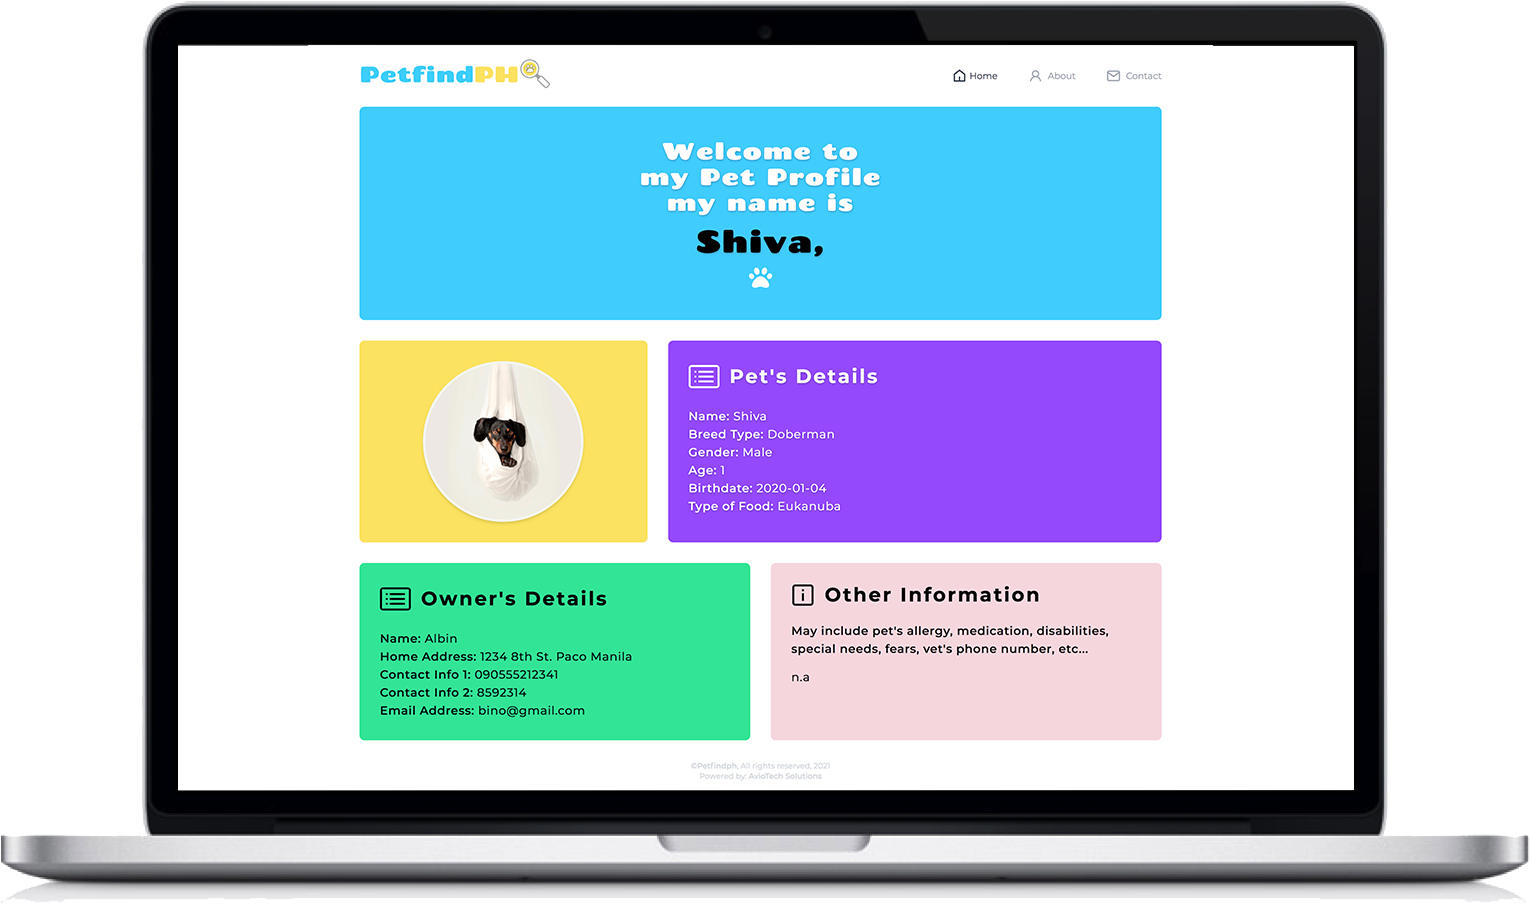 PetfindPH
Home
About
Contact
Welcome to
my Pet Profile
my name is
Shiva,
Pet's Details
Name: Shiva
Breed Type: Doberman
Gender: Male
Age: 1
Birthdate: 2020-01-04
Type of Food: Eukanuba
Owner's Details
Name: Albin
Home Address: 1234 8th St. Paco Manila
Contact Info 1: 090555212341
Contact Info 2: 8592314
Email Address: bino@gmail.com
Other Information
May include pet's allergy, medication, disabilities,
special needs, fears, vet's phone number, etc...
n.a
©Petfindph, All rights reserved, 2021
Powered by: AvioTech Solutions